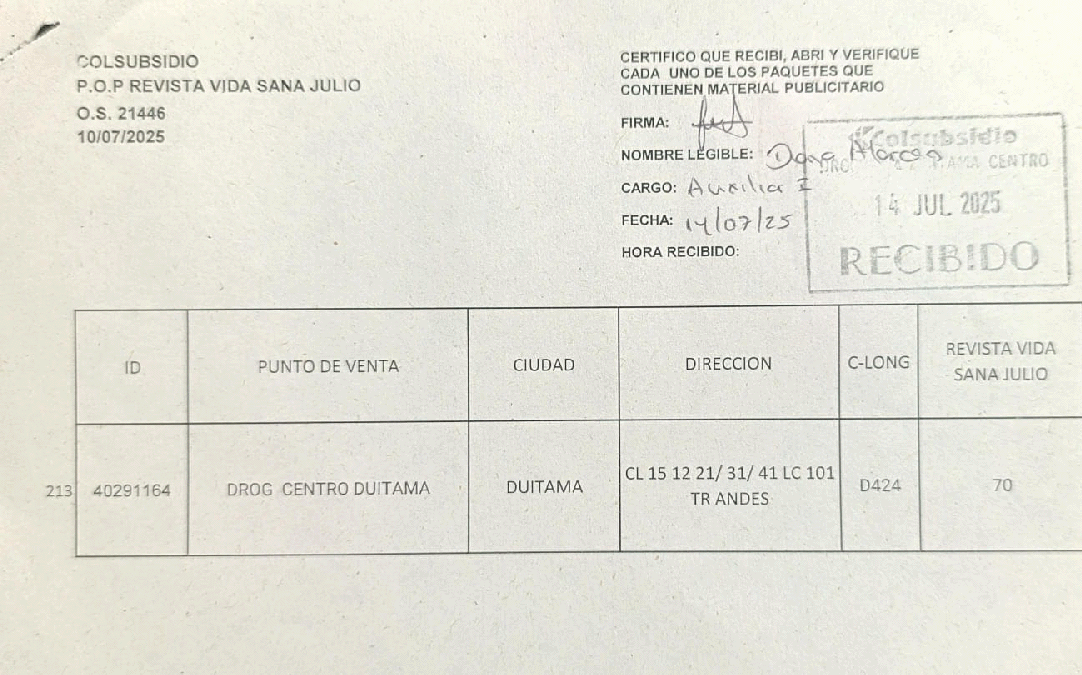 COLSUBSIDIO
P.O.P REVISTA VIDA SANA JULIO
O.S. 21446
10/07/2025
CERTIFICO QUE RECIBI, ABRI Y VERIFIQUE
CADA UNO DE LOS PAQUETES QUE
CONTIENEN MATERIAL PUBLICITARIO
FIRMA:
NOMBRE LEGIBLE:
CARGO: Auxilia I
FECHA: 14/07/25
HORA RECIBIDO:
Colsubsidio
CENTRO
14 JUL 2025
RECIBIDO
ID PUNTO DE VENTA CIUDAD DIRECCION C-LONG REVISTA VIDA SANA JULIO
213 40291164 DROG CENTRO DUITAMA DUITAMA CL 15 12 21/ 31/ 41 LC 101 TR ANDES D424 70